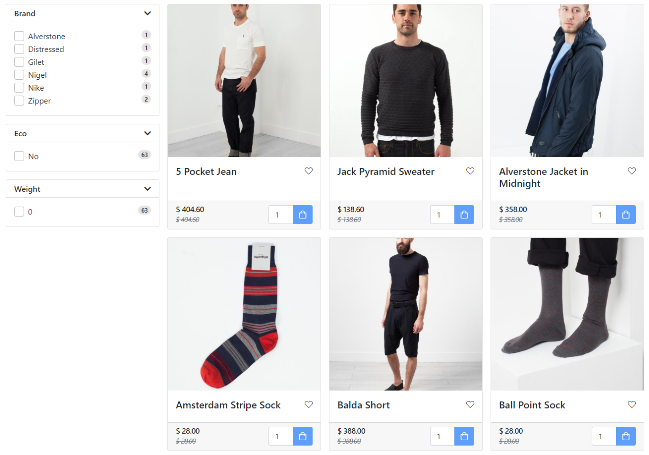 Brand
Alverstone 1
Distressed 1
Gilet 1
Nigel 4
Nike 1
Zipper 2
Eco
No 63
Weight
0 63
5 Pocket Jean
$ 404.60
$ 404.60
1
Jack Pyramid Sweater
$ 138.60
$ 138.60
1
Alverstone Jacket in
Midnight
$ 358.00
$ 358.00
1
Amsterdam Stripe Sock
$ 28.00
$ 28.00
1
Balda Short
$ 388.00
$ 388.00
1
Ball Point Sock
$ 28.00
$ 28.00
1